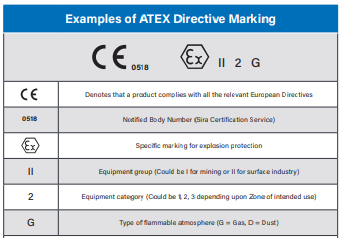 Examples of ATEX Directive Marking
CE 0518 Ex II 2 G
CE Denotes that a product complies with all the relevant European Directives
0518 Notified Body Number (Sira Certification Service)
Ex Specific marking for explosion protection
II Equipment group (Could be I for mining or II for surface industry)
2 Equipment category (Could be 1, 2, 3 depending upon Zone of intended use)
G Type of flammable atmosphere (G = Gas, D = Dust)